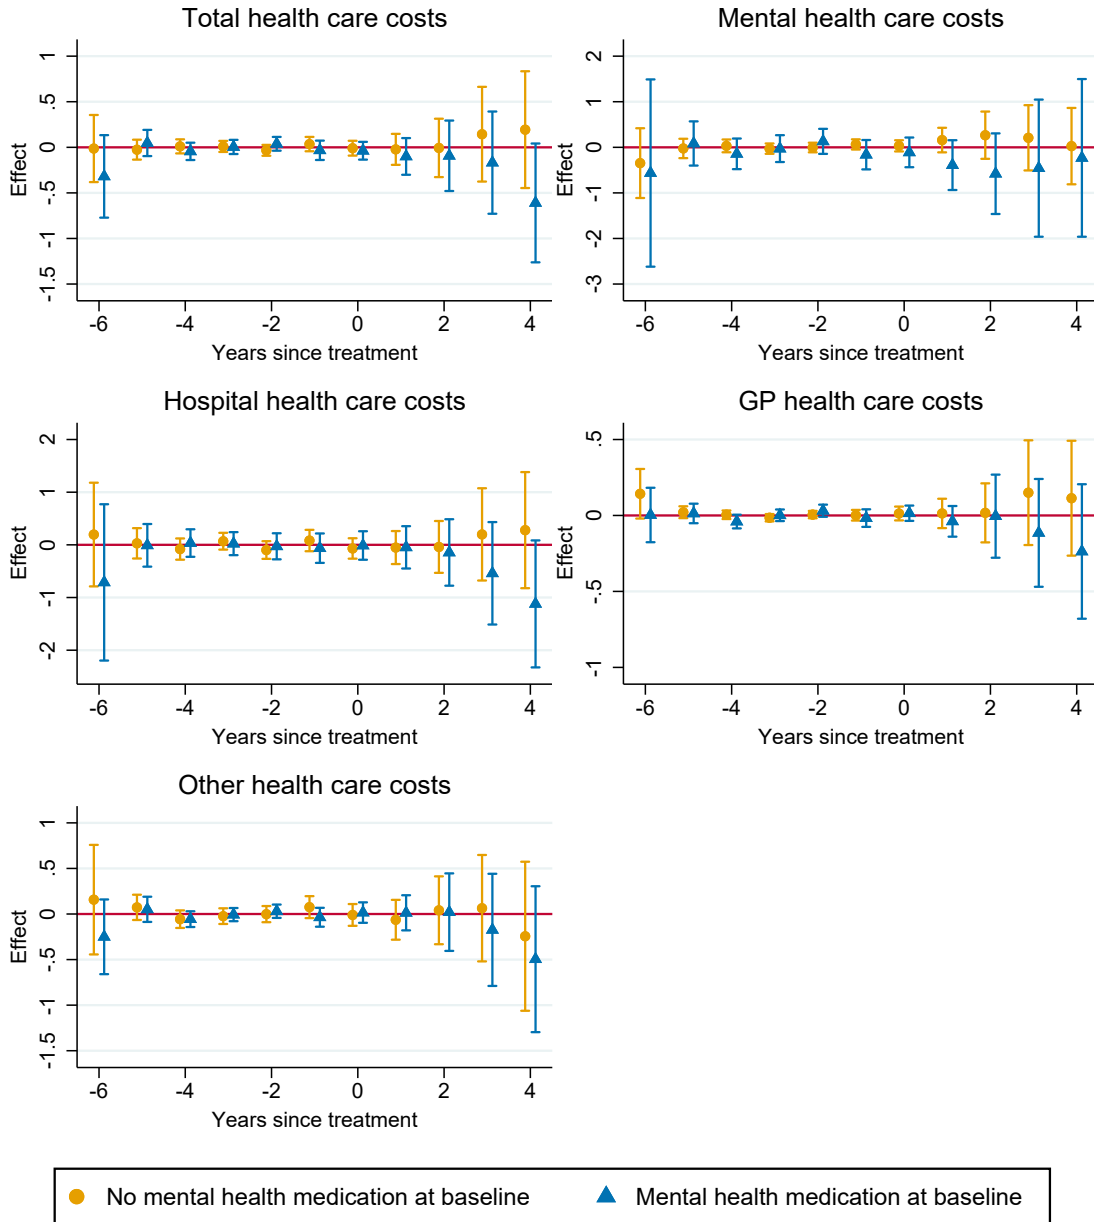 Total health care costs
Effect
1
.5
0
-.5
-1
-1.5
-6 -4 -2 0 2 4
Years since treatment
Mental health care costs
Effect
2
1
0
-1
-2
-3
-6 -4 -2 0 2 4
Years since treatment
Hospital health care costs
Effect
2
1
0
-1
-2
-6 -4 -2 0 2 4
Years since treatment
GP health care costs
Effect
.5
0
-.5
-1
-6 -4 -2 0 2 4
Years since treatment
Other health care costs
Effect
1
.5
0
-.5
-1
-1.5
-6 -4 -2 0 2 4
Years since treatment
No mental health medication at baseline Mental health medication at baseline